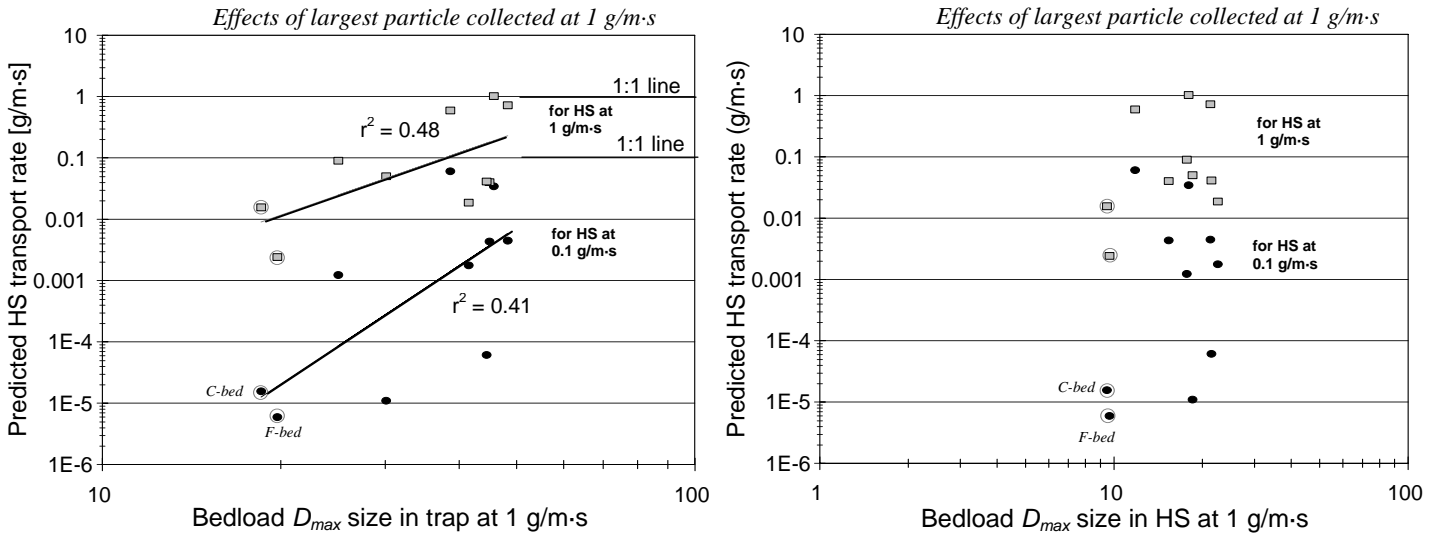 Effects of largest particle collected at 1 g/m·s
Predicted HS transport rate [g/m·s)
10
1
0.1
0.01
0.001
1E-4
1E-5
1E-6
1:1 line
for HS at
1 g/m·s
r² = 0.48
1:1 line
for HS at
0.1 g/m·s
r² = 0.41
C-bed
F-bed
10
100
Bedload Dmax size in trap at 1 g/m·s
Effects of largest particle collected at 1 g/m·s
Predicted HS transport rate (g/m·s)
10
1
0.1
0.01
0.001
1E-4
1E-5
1E-6
for HS at
1 g/m·s
for HS at
0.1 g/m·s
C-bed
F-bed
1
10
100
Bedload Dmax size in HS at 1 g/m·s